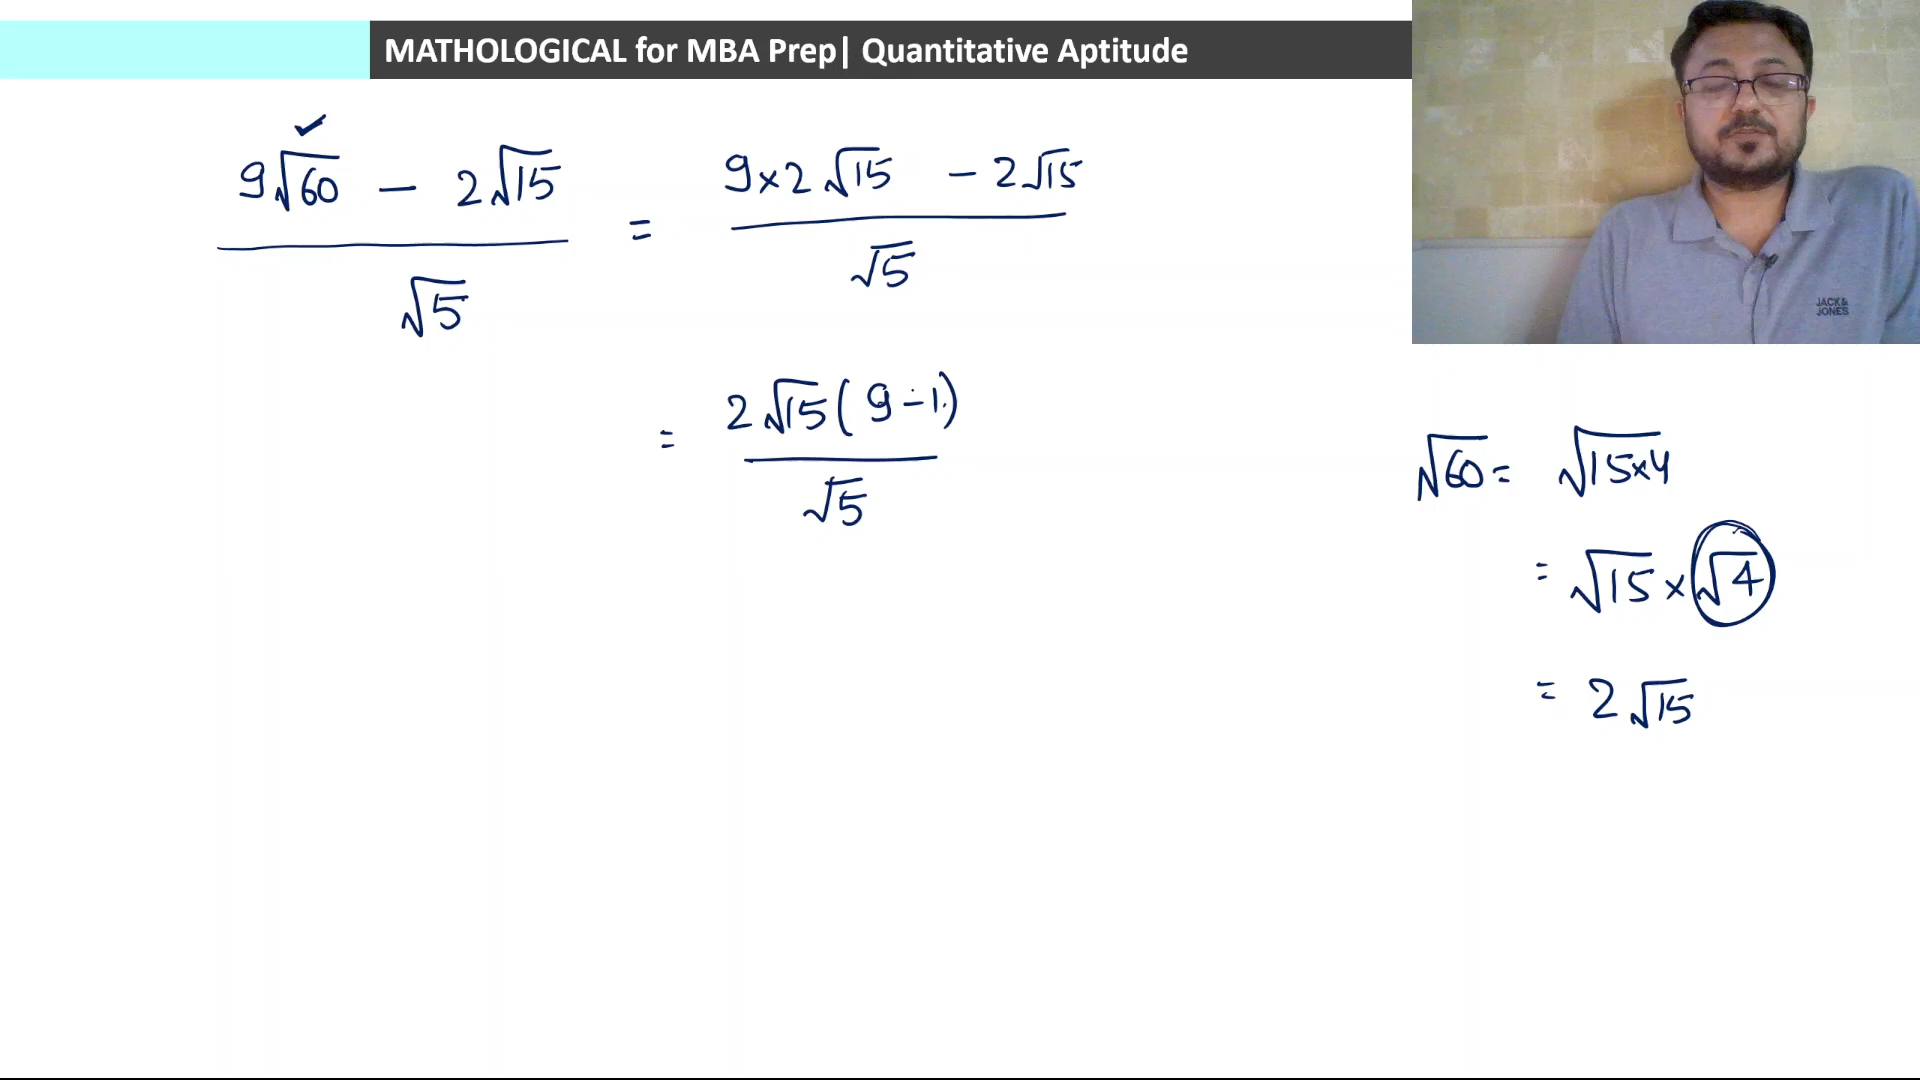 MATHOLOGICAL for MBA Prep| Quantitative Aptitude
9√60 − 2√15 = 9×2√15 − 2√15
√5 √5
= 2√15(9−1)
√5
JACK&
JONES
√60 = √15×4
= √15 × √4
= 2√15